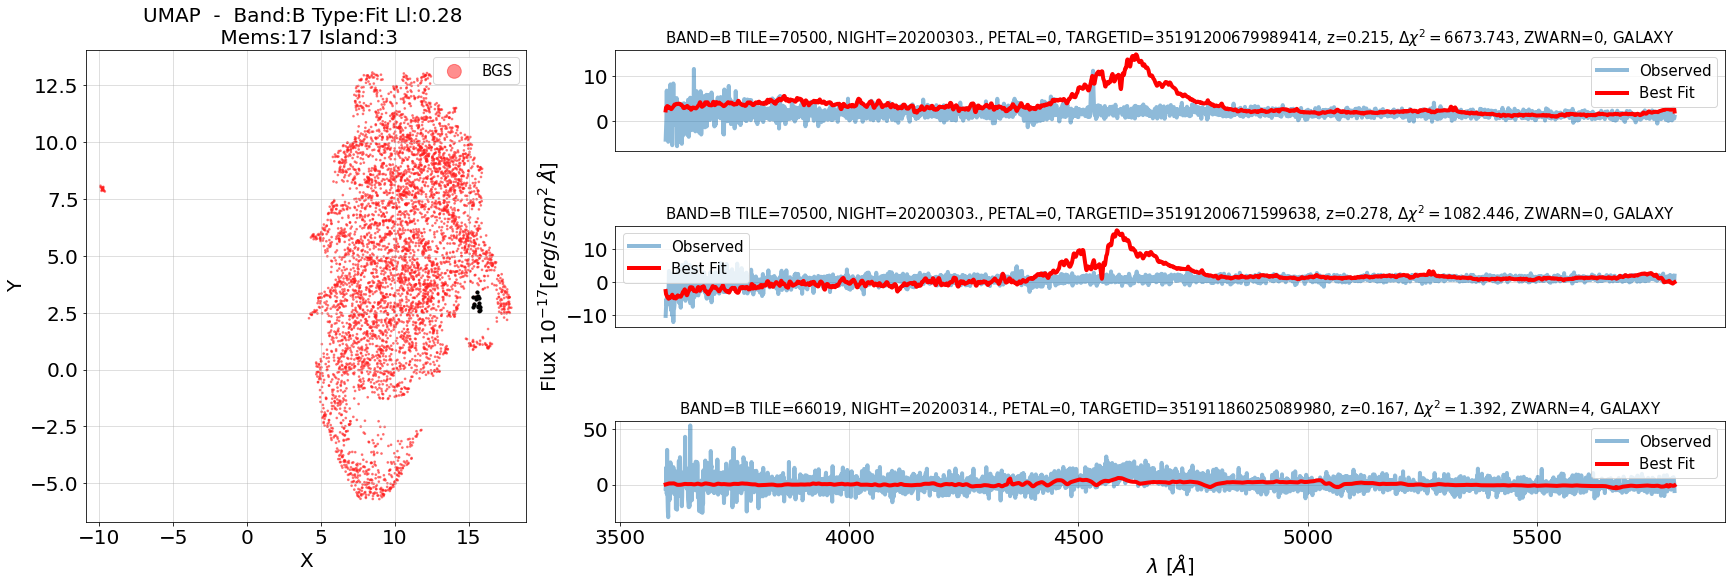 UMAP - Band:B Type:Fit Ll:0.28
Mems:17 Island:3
BGS
12.5
10.0
7.5
5.0
2.5
0.0
−2.5
−5.0
Y
−10
−5
0
5
10
15
X
Flux 10⁻¹⁷[erg/s cm² Å]
BAND=B TILE=70500, NIGHT=20200303., PETAL=0, TARGETID=35191200679989414, z=0.215, Δχ² = 6673.743, ZWARN=0, GALAXY
10
0
Observed
Best Fit
BAND=B TILE=70500, NIGHT=20200303., PETAL=0, TARGETID=35191200671599638, z=0.278, Δχ² = 1082.446, ZWARN=0, GALAXY
10
0
−10
Observed
Best Fit
BAND=B TILE=66019, NIGHT=20200314., PETAL=0, TARGETID=35191186025089980, z=0.167, Δχ² = 1.392, ZWARN=4, GALAXY
50
0
Observed
Best Fit
3500
4000
4500
5000
5500
λ [Å]